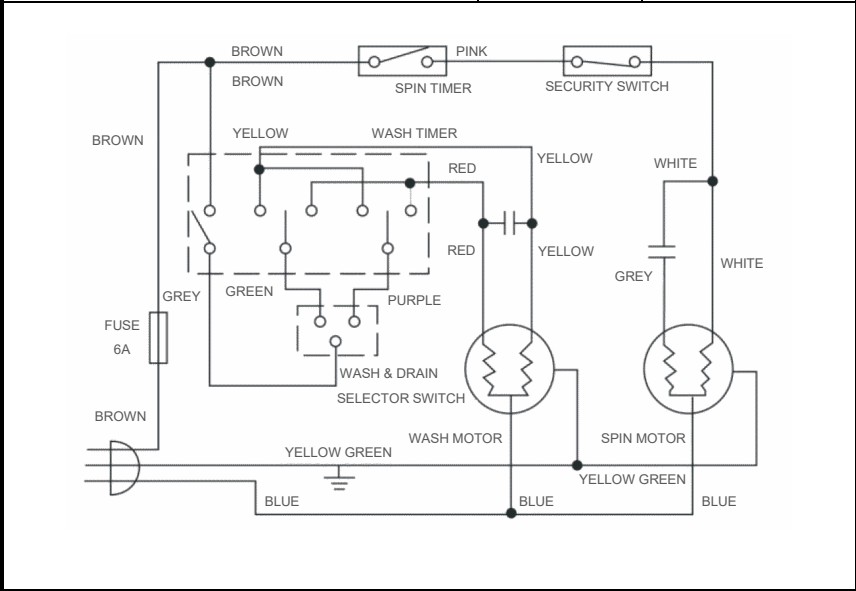 BROWN
PINK
BROWN
SPIN TIMER
SECURITY SWITCH
BROWN
YELLOW
WASH TIMER
YELLOW
RED
WHITE
RED
YELLOW
WHITE
GREY
GREY
GREEN
PURPLE
FUSE
6A
WASH & DRAIN
SELECTOR SWITCH
BROWN
WASH MOTOR
SPIN MOTOR
YELLOW GREEN
YELLOW GREEN
BLUE
BLUE
BLUE